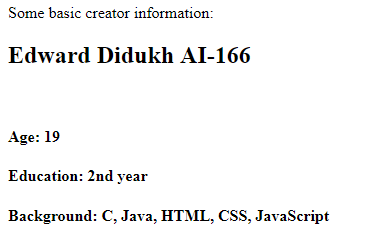 Some basic creator information:
Edward Didukh AI-166
Age: 19
Education: 2nd year
Background: C, Java, HTML, CSS, JavaScript